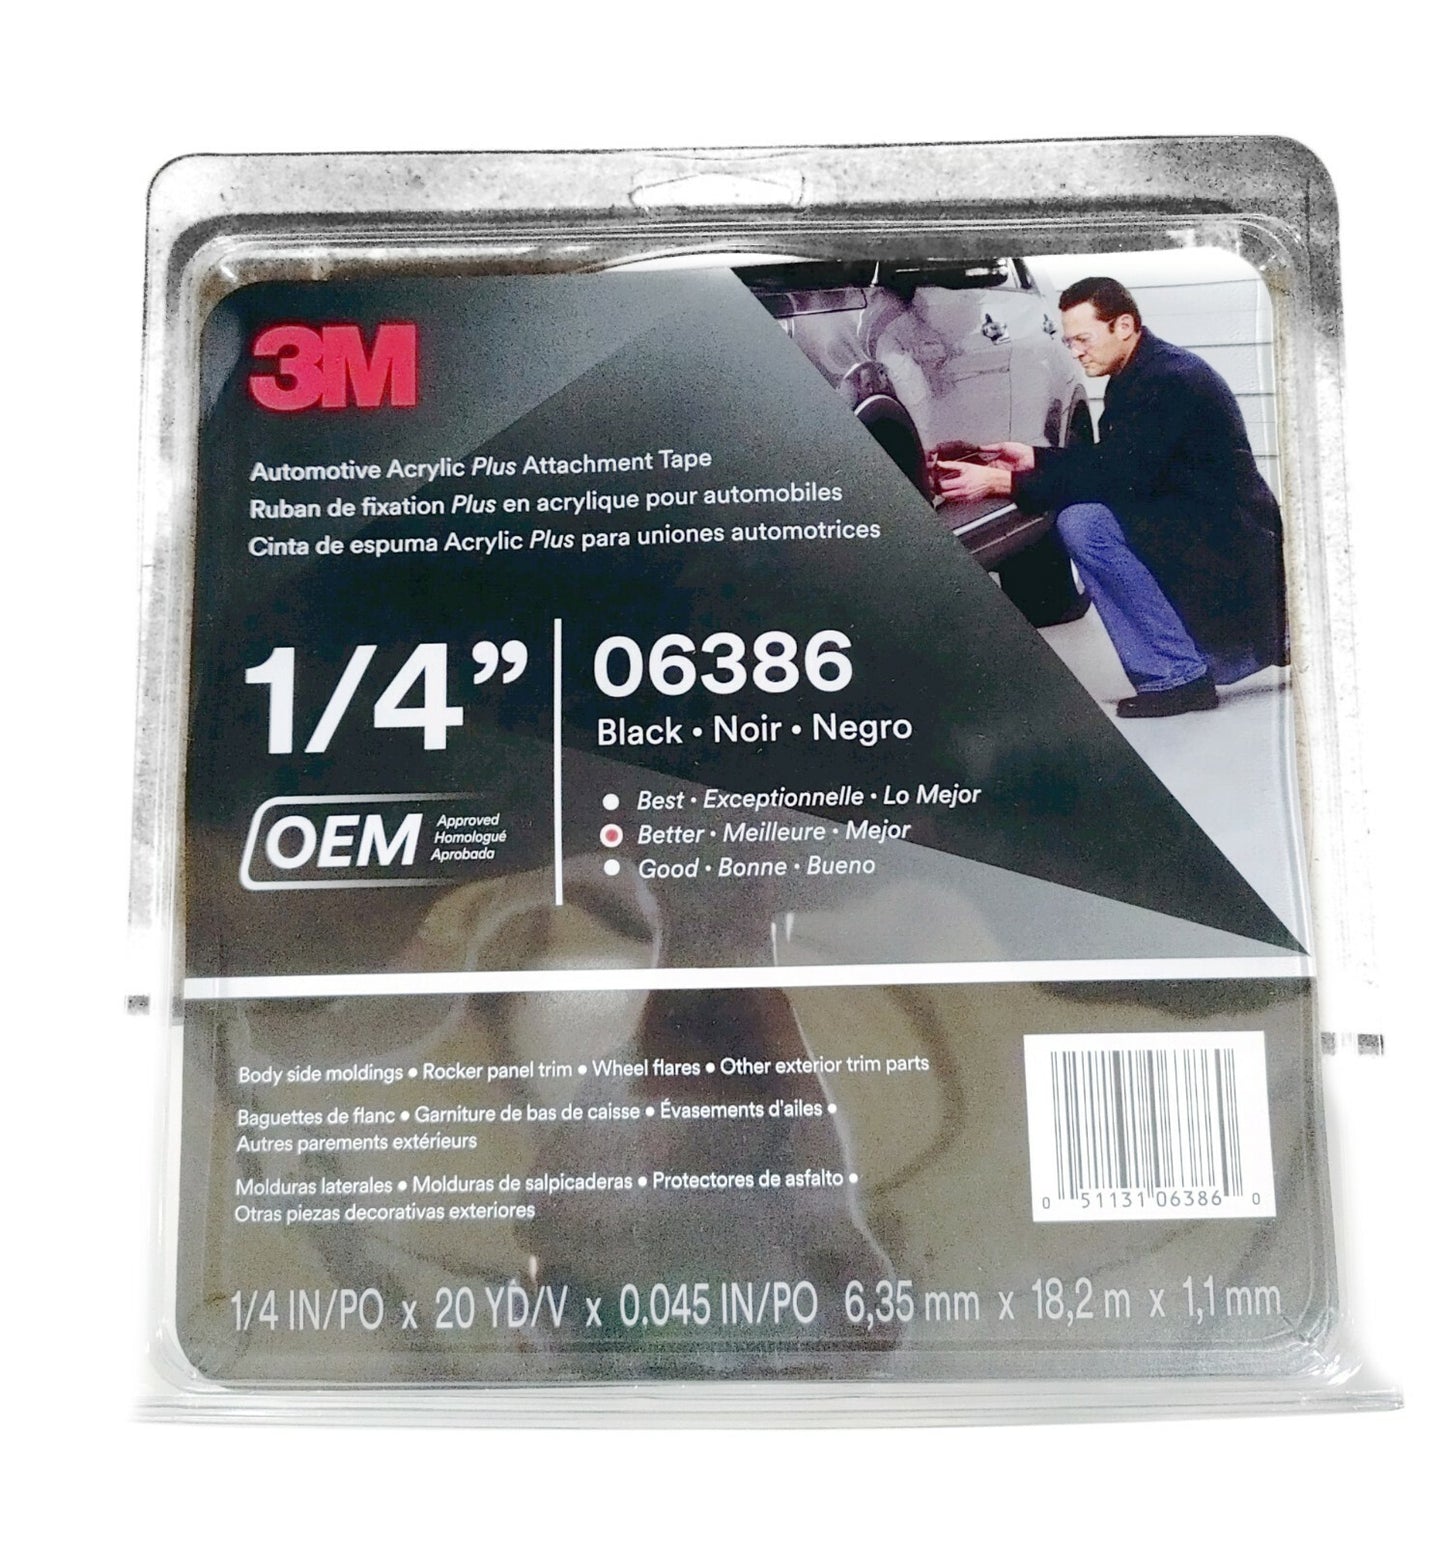 3M
Automotive Acrylic Plus Attachment Tape
Ruban de fixation Plus en acrylique pour automobiles
Cinta de espuma Acrylic Plus para uniones automotrices
1/4”
06386
Black • Noir • Negro
OEM
Approved
Homologué
Aprobada
Best • Exceptionnelle • Lo Mejor
Better • Meilleure • Mejor
Good • Bonne • Bueno
Body side moldings • Rocker panel trim • Wheel flares • Other exterior trim parts
Baguettes de flanc • Garniture de bas de caisse • Évasements d'ailes •
Autres parements extérieurs
Molduras laterales • Molduras de salpicaderas • Protectores de asfalto •
Otras piezas decorativas exteriores
0 51131 06386 0
1/4 IN/PO x 20 YD/V x 0.045 IN/PO 6,35 mm x 18,2 m x 1,1 mm